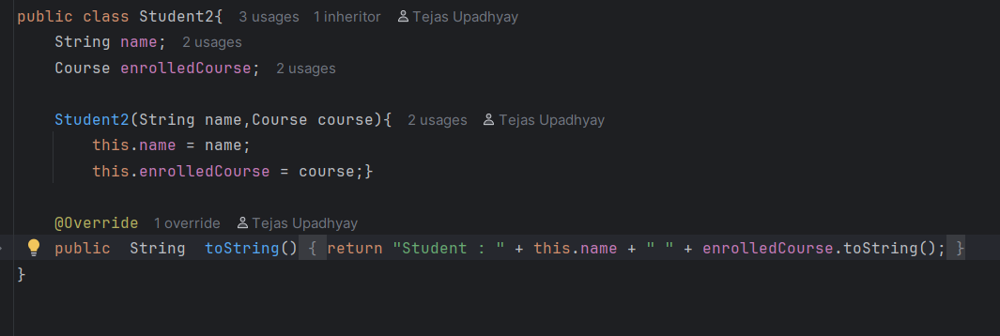 public class Student2{ 3 usages 1 inheritor Tejas Upadhyay
String name; 2 usages
Course enrolledCourse; 2 usages
Student2(String name,Course course){ 2 usages Tejas Upadhyay
this.name = name;
this.enrolledCourse = course;}
@Override 1 override Tejas Upadhyay
public String toString() { return "Student : " + this.name + " " + enrolledCourse.toString(); }
}